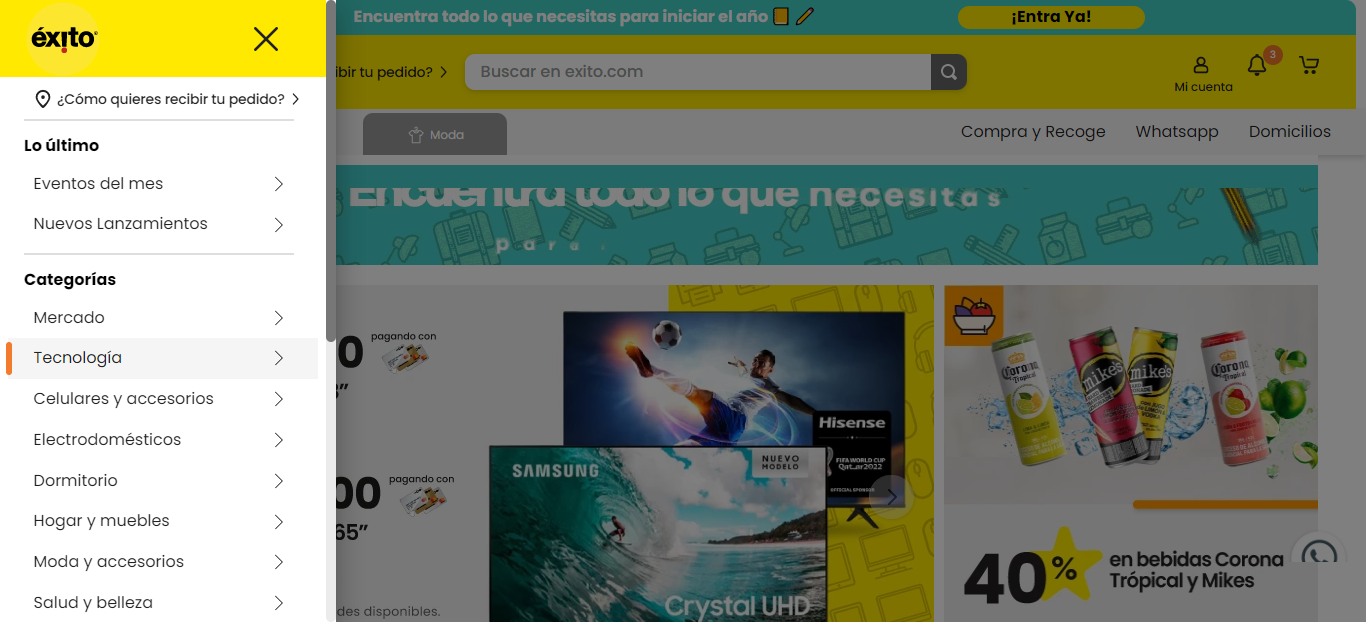 éxito
¿Cómo quieres recibir tu pedido?
Lo último
Eventos del mes
Nuevos Lanzamientos
Categorías
Mercado
Tecnología
Celulares y accesorios
Electrodomésticos
Dormitorio
Hogar y muebles
Moda y accesorios
Salud y belleza
Encuentra todo lo que necesitas para iniciar el año
¡Entra Ya!
ibir tu pedido?
Buscar en exito.com
Mi cuenta
3
Moda
Compra y Recoge
Whatsapp
Domicilios
Encuentra todo lo que necesitas
para
pagando con
pagando con
65”
des disponibles.
Hisense
FIFA WORLD CUP
Qatar2022
OFFICIAL SPONSOR
SAMSUNG
NUEVO
MODELO
Crystal UHD
Corona
Tropical
mike's
mike's
Corona
Tropical
40%
en bebidas Corona
Trópical y Mikes